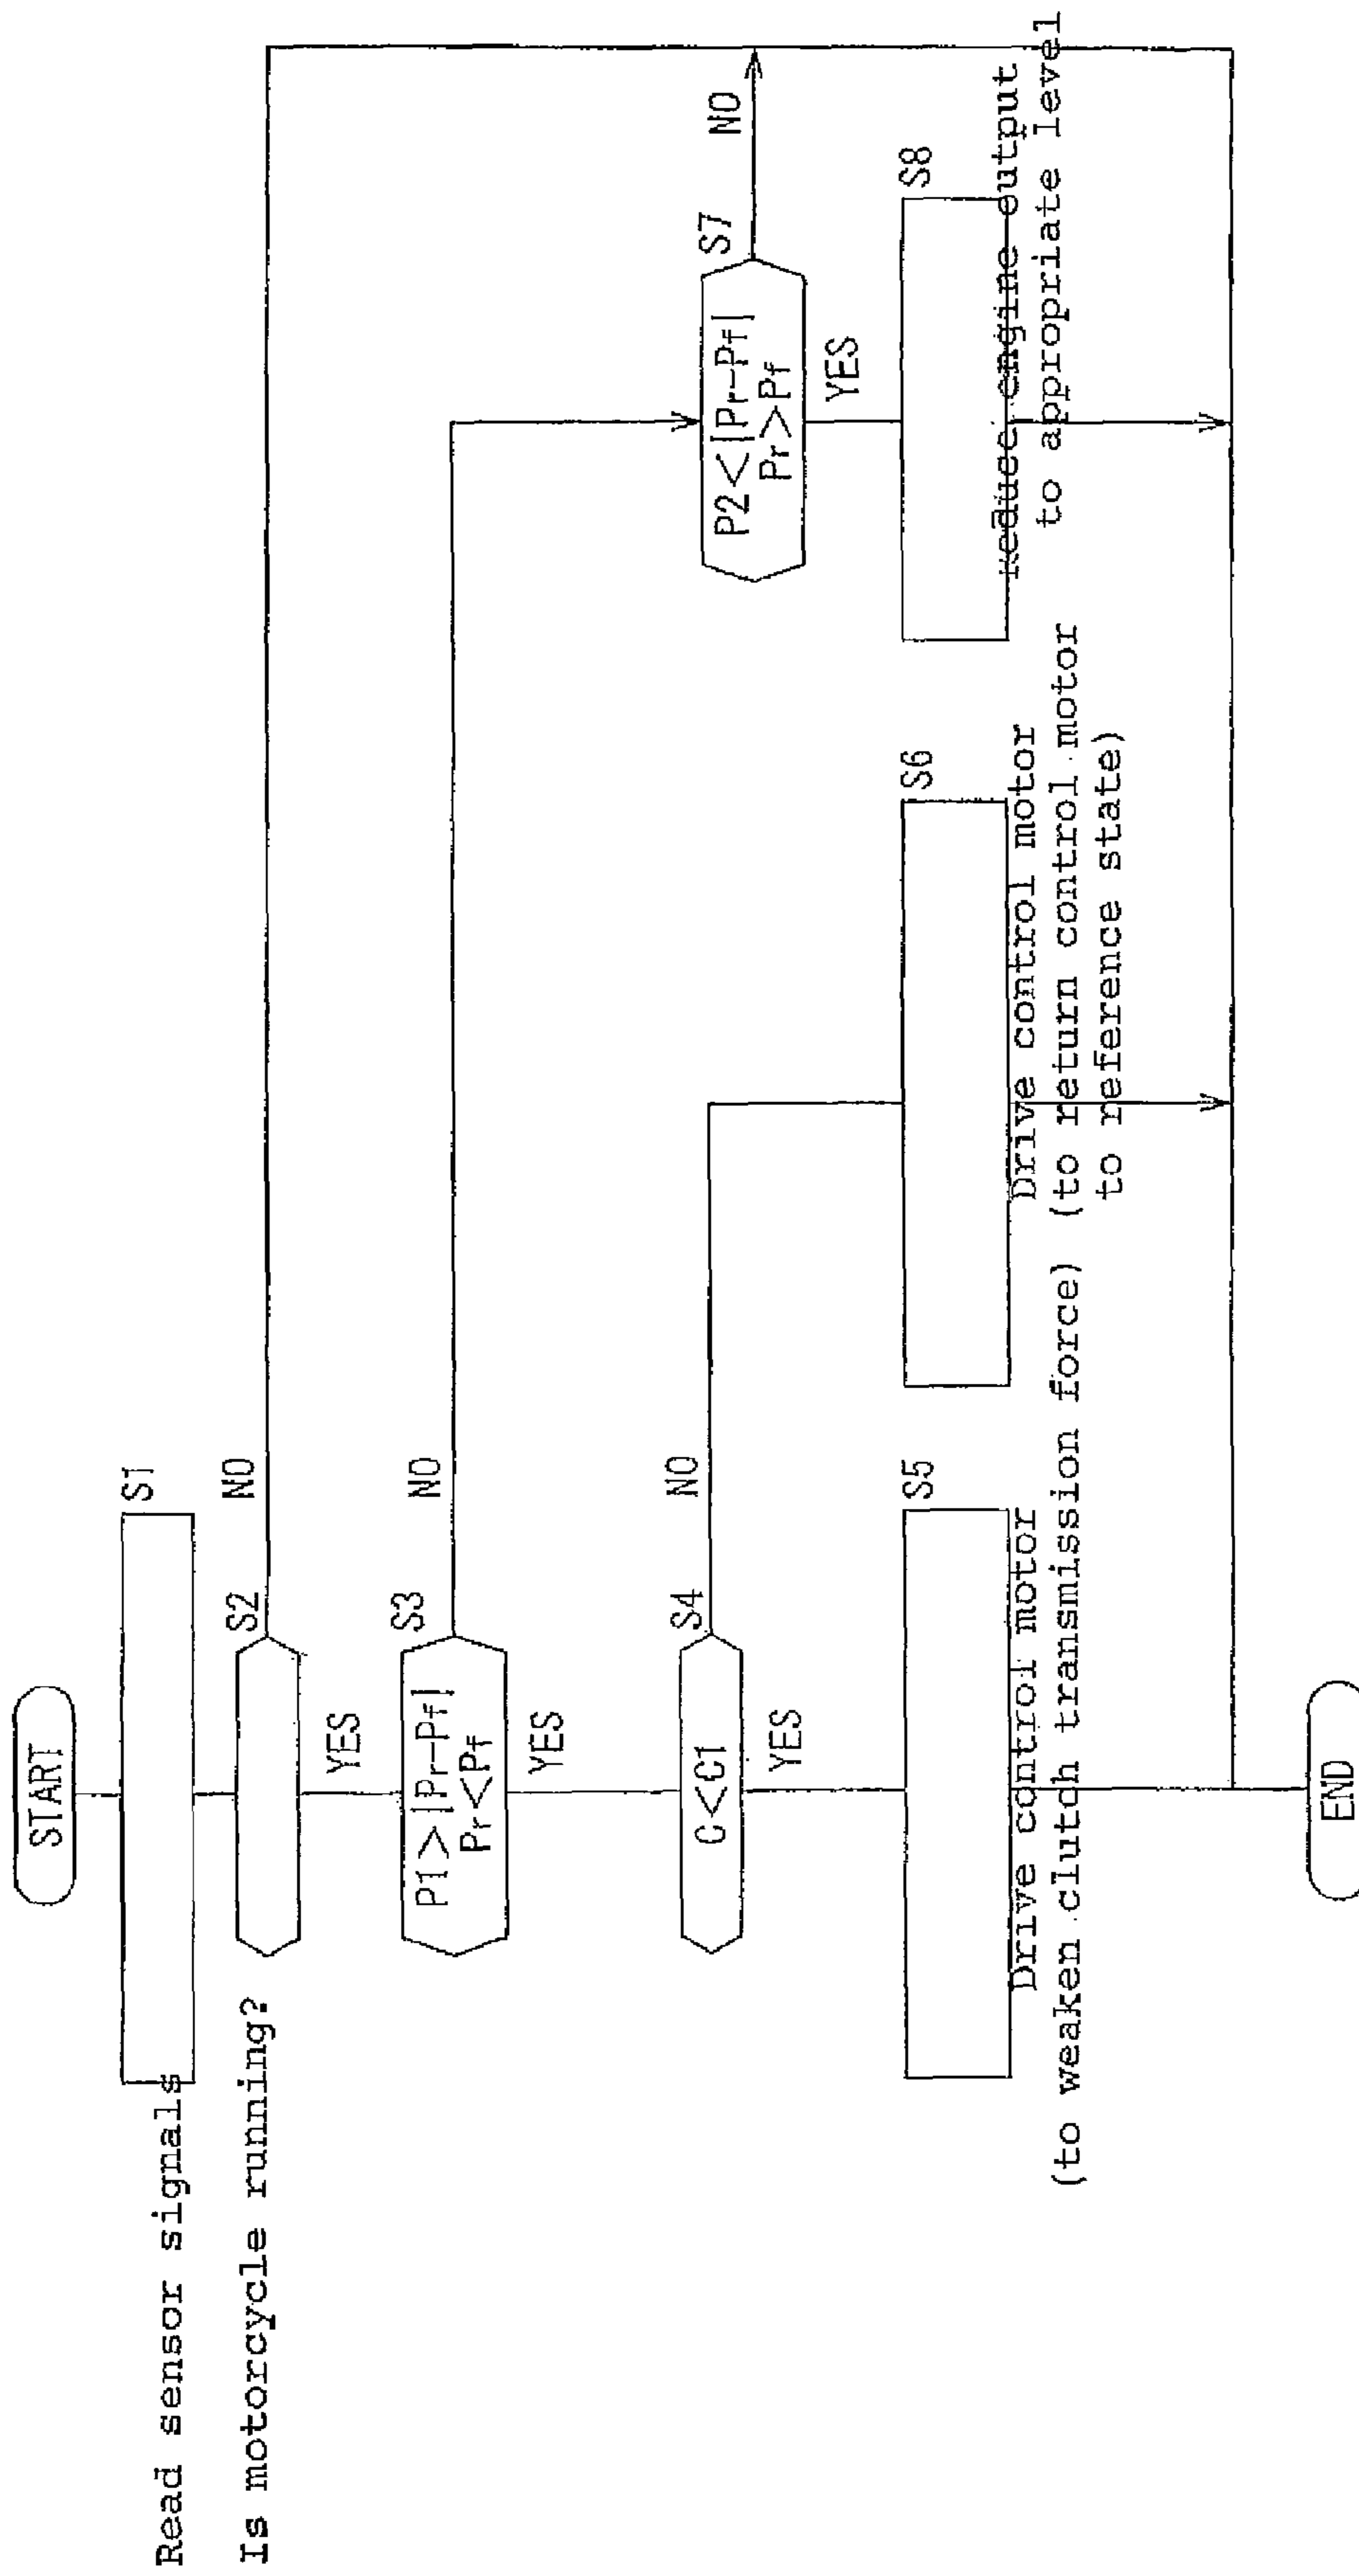 START
S1
Read sensor signals
S2
Is motorcycle running?
NO
YES
S3
P1>|Pr-Pf|
Pr<Pf
NO
YES
S4
C<C1
NO
YES
S5
Drive control motor
(to weaken clutch transmission force)
S6
Drive control motor
(to return control motor
to reference state)
S7
P2<|Pr-Pf|
Pr>Pf
NO
YES
S8
Reduce engine output
to appropriate level
END